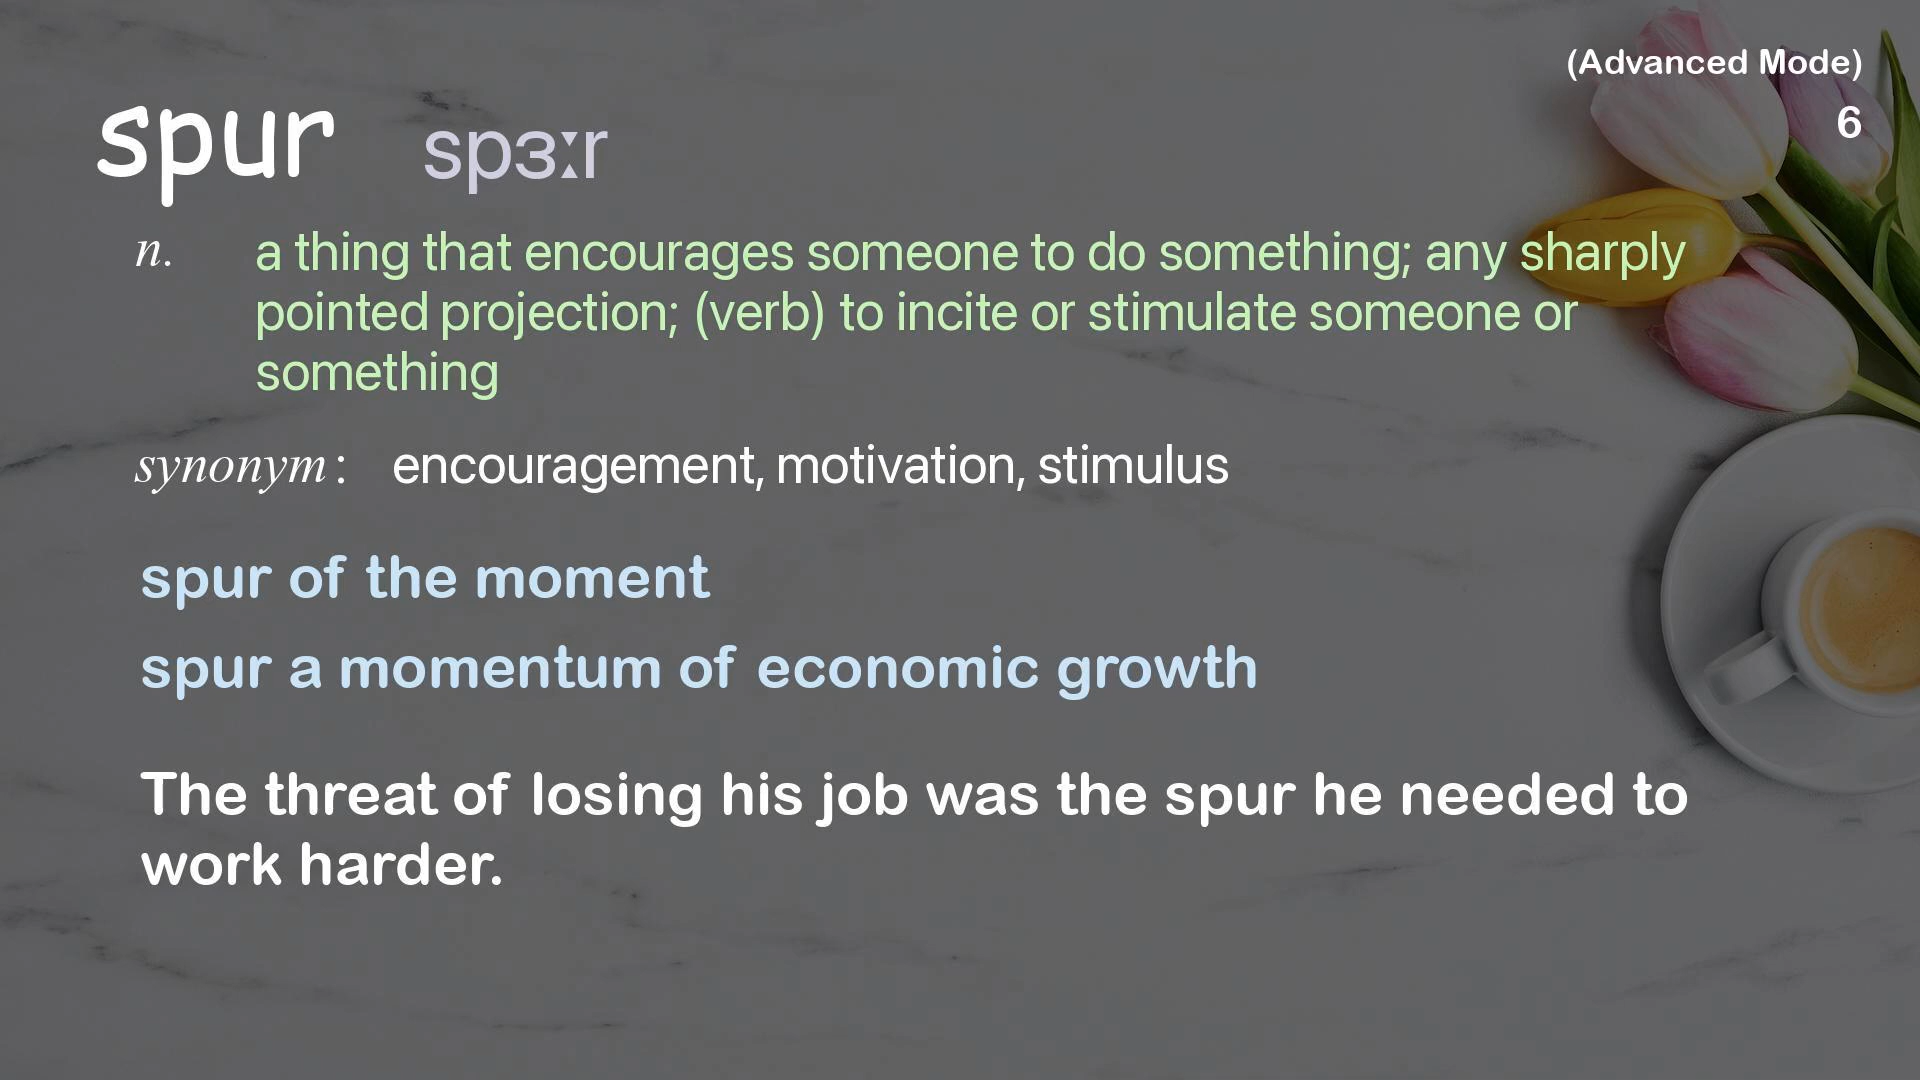 (Advanced Mode)
spur spɜːr
6
n. a thing that encourages someone to do something; any sharply
pointed projection; (verb) to incite or stimulate someone or
something
synonym : encouragement, motivation, stimulus
spur of the moment
spur a momentum of economic growth
The threat of losing his job was the spur he needed to
work harder.